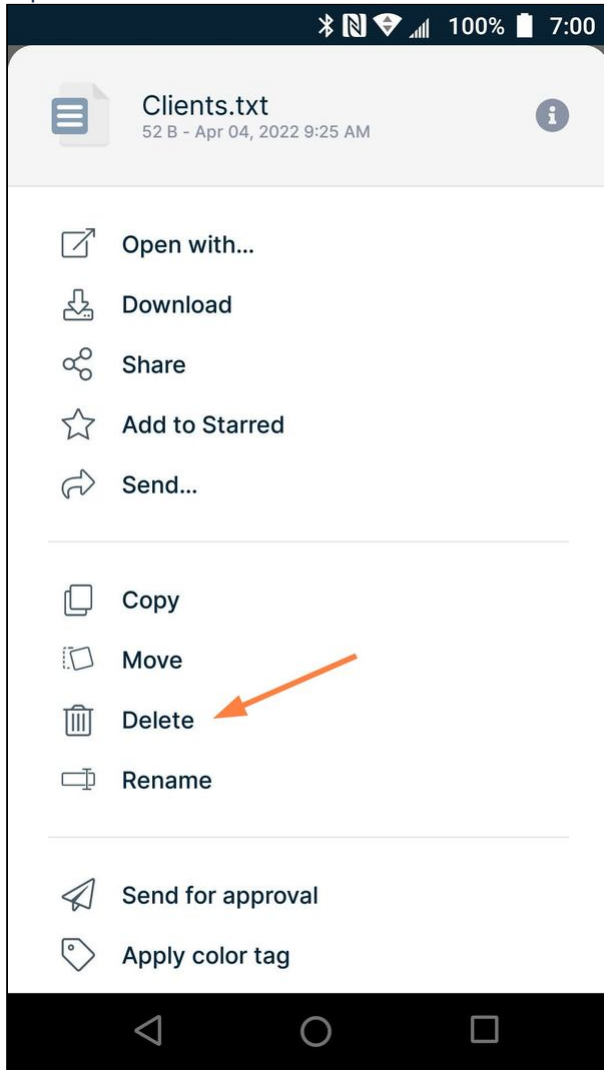 100% 7:00
Clients.txt
52 B - Apr 04, 2022 9:25 AM
Open with...
Download
Share
Add to Starred
Send...
Copy
Move
Delete
Rename
Send for approval
Apply color tag